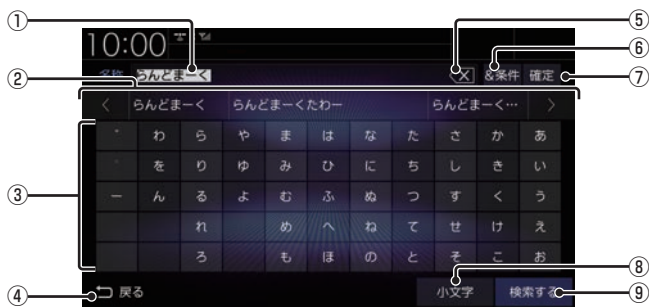 ① ⑤
10:00 ⑥
② 名称 らんどまーく &条件 確定 ⑦
< らんどまーく らんどまーくたわー らんどまーく… >
゛ わ ら や ま は な た さ か あ
゜ を り ゆ み ひ に ち し き い
③ ー ん る よ む ふ ぬ つ す く う
れ め へ ね て せ け え
ろ も ほ の と そ こ お
⑧
④ 戻る 小文字 検索する ⑨